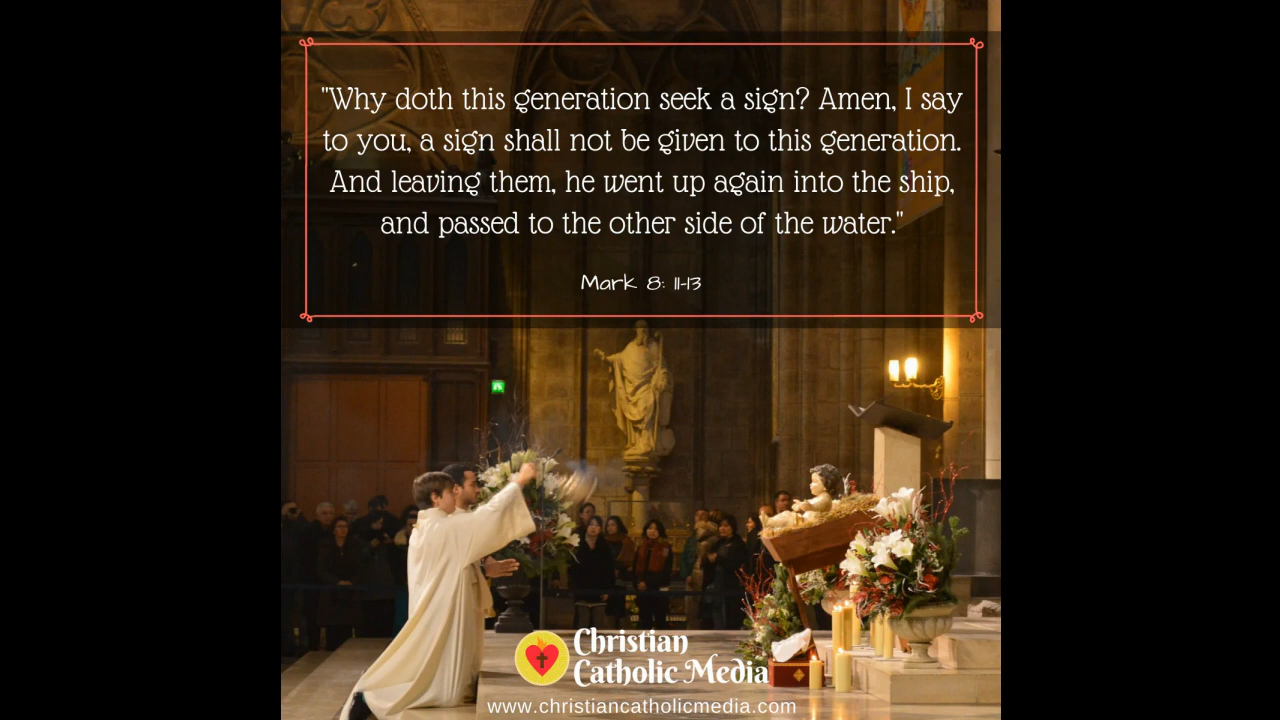 "Why doth this generation seek a sign? Amen, I say
to you, a sign shall not be given to this generation.
And leaving them, he went up again into the ship,
and passed to the other side of the water."
Mark 8: 11-13
Christian
Catholic Media
www.christiancatholicmedia.com